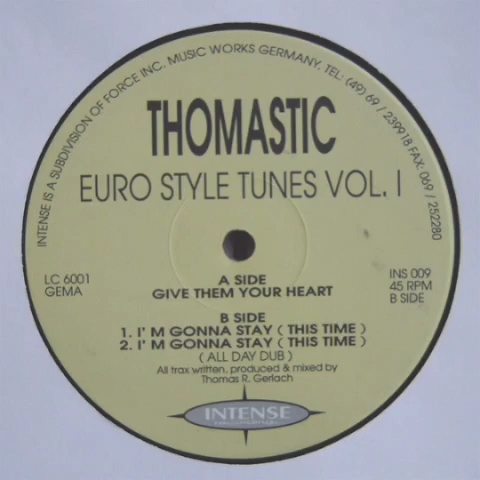 INTENSE IS A SUBDIVISION OF FORCE INC. MUSIC WORKS GERMANY, TEL: (49) 69 / 239918 FAX: 069 / 252280
THOMASTIC
EURO STYLE TUNES VOL. I
LC 6001
GEMA
INS 009
45 RPM
B SIDE
A SIDE
GIVE THEM YOUR HEART
B SIDE
1. I' M GONNA STAY ( THIS TIME )
2. I' M GONNA STAY ( THIS TIME )
( ALL DAY DUB )
All trax written, produced & mixed by
Thomas R. Gerlach
INTENSE